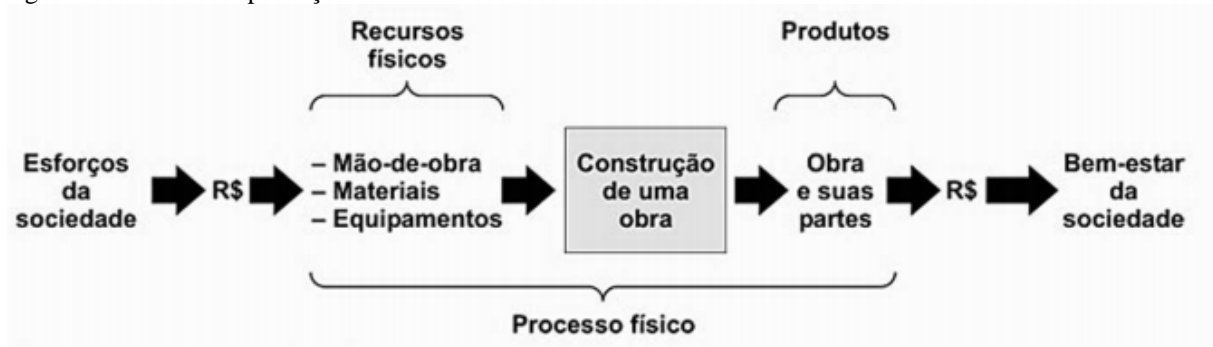 Recursos
físicos
Produtos
Esforços
da
sociedade
R$
– Mão-de-obra
– Materiais
– Equipamentos
Construção
de uma
obra
Obra
e suas
partes
R$
Bem-estar
da
sociedade
Processo físico